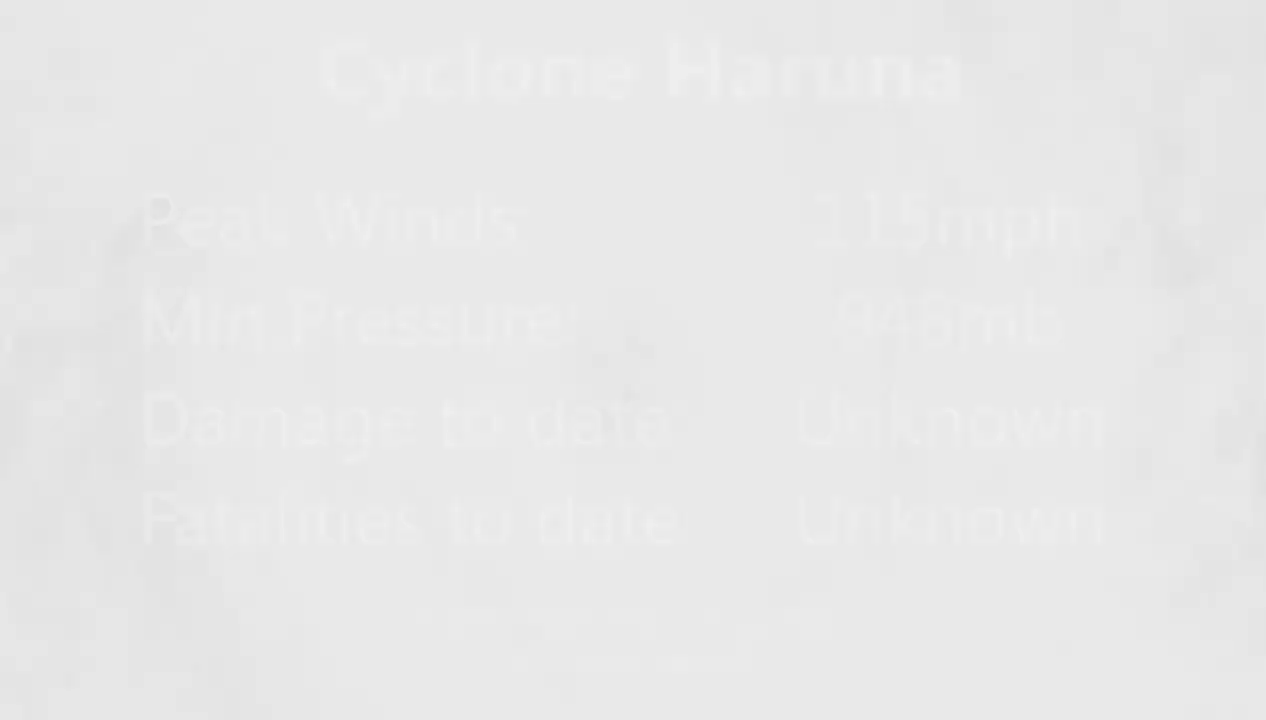 Cyclone Haruna
Peak Winds 115mph
Min Pressure 948mb
Damage to date Unknown
Fatalities to date Unknown